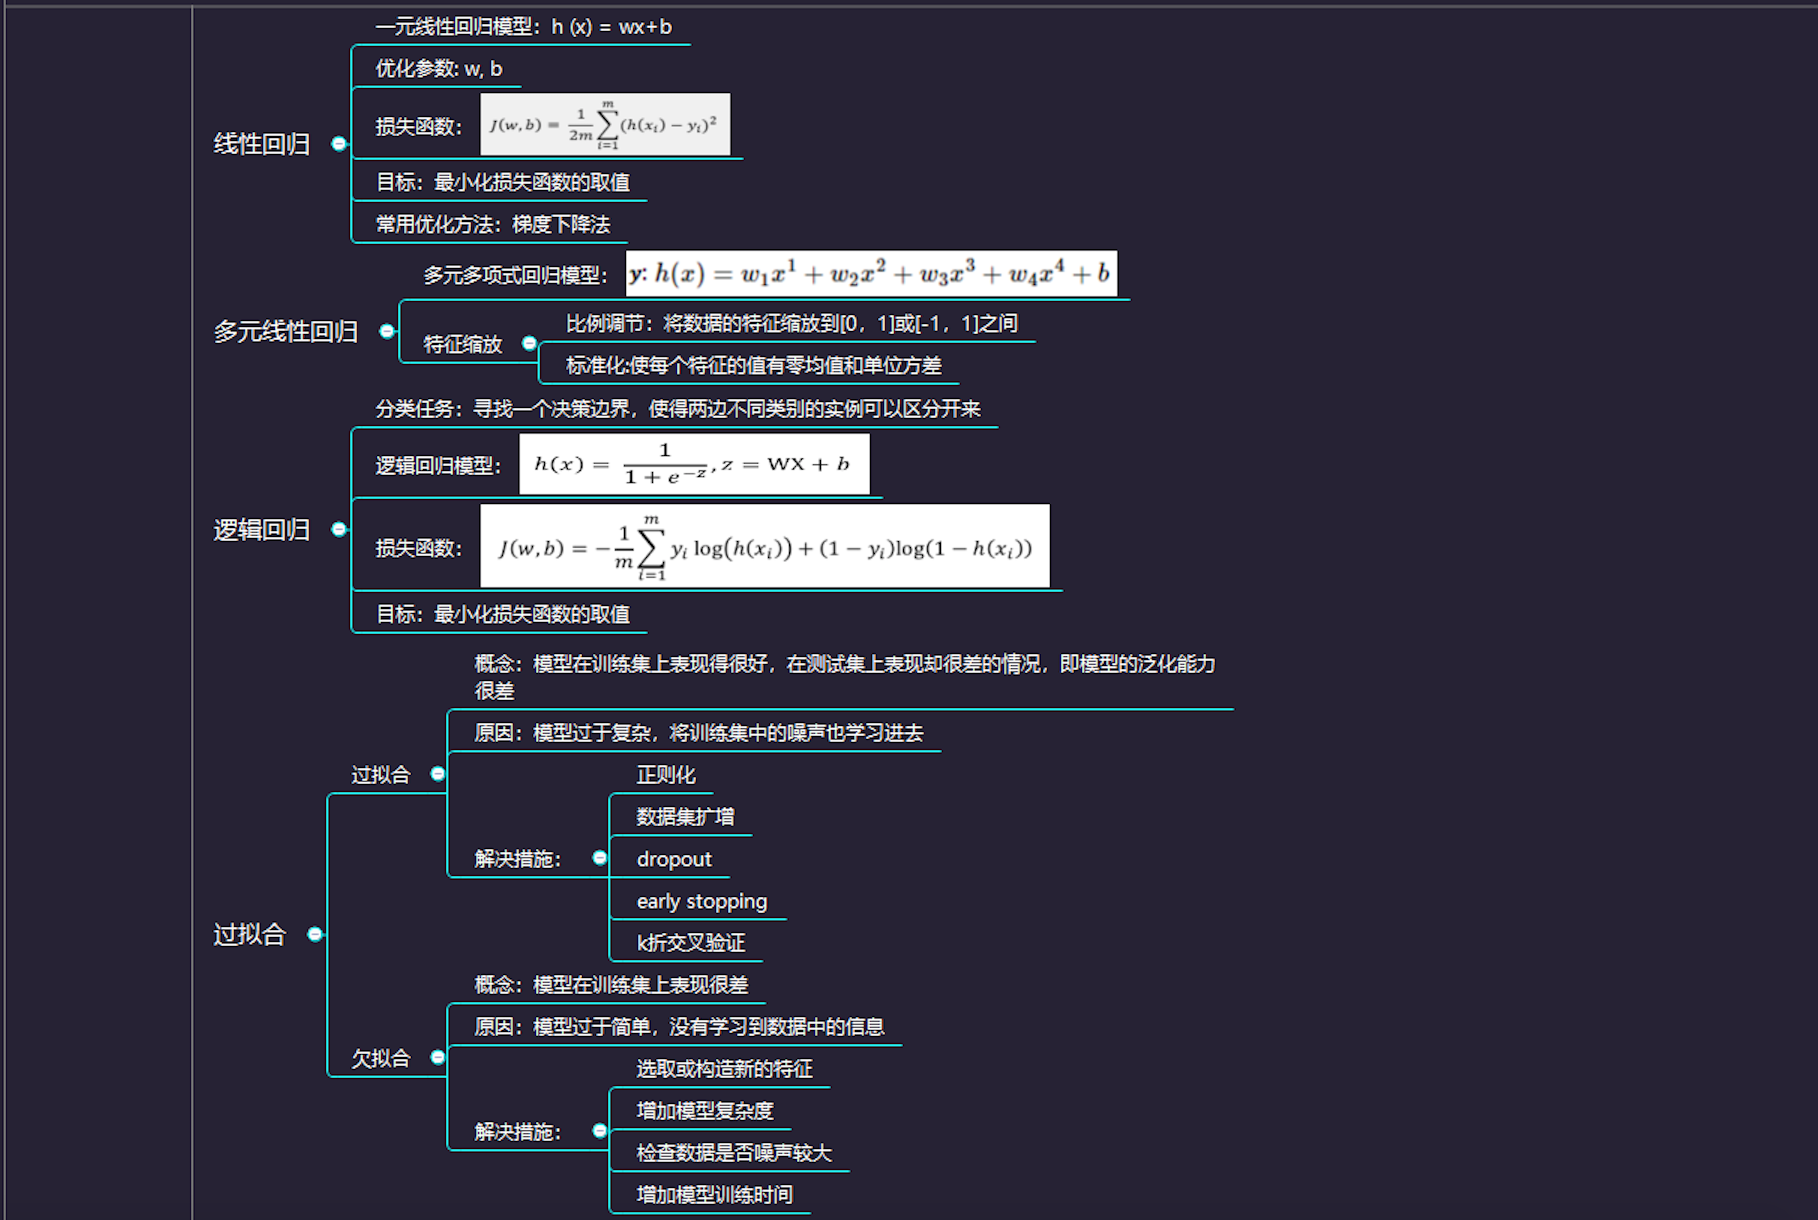 线性回归
一元线性回归模型：h (x) = wx+b
优化参数: w, b
损失函数： J(w,b) = \frac{1}{2m} \sum_{i=1}^{m} (h(x_i) − y_i)^2
目标：最小化损失函数的取值
常用优化方法：梯度下降法
多元线性回归
多元多项式回归模型： y: h(x) = w_1x^1 + w_2x^2 + w_3x^3 + w_4x^4 + b
特征缩放
比例调节：将数据的特征缩放到[0，1]或[-1，1]之间
标准化:使每个特征的值有零均值和单位方差
逻辑回归
分类任务：寻找一个决策边界，使得两边不同类别的实例可以区分开来
逻辑回归模型： h(x) = \frac{1}{1 + e^{−z}}, z = WX + b
损失函数： J(w,b) = −\frac{1}{m} \sum_{i=1}^{m} y_i log(h(x_i)) + (1 − y_i)log(1 − h(x_i))
目标：最小化损失函数的取值
过拟合
过拟合
概念：模型在训练集上表现得很好，在测试集上表现却很差的情况，即模型的泛化能力
很差
原因：模型过于复杂，将训练集中的噪声也学习进去
解决措施：
正则化
数据集扩增
dropout
early stopping
k折交叉验证
欠拟合
概念：模型在训练集上表现很差
原因：模型过于简单，没有学习到数据中的信息
解决措施：
选取或构造新的特征
增加模型复杂度
检查数据是否噪声较大
增加模型训练时间